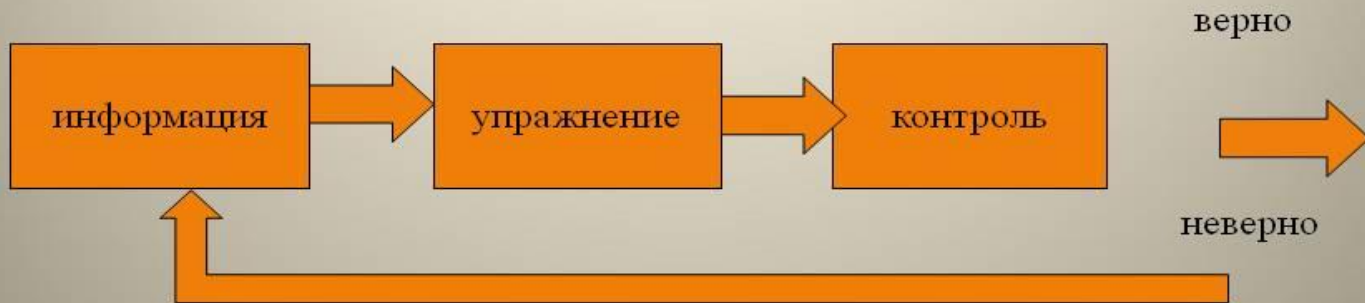 верно
информация
упражнение
контроль
неверно